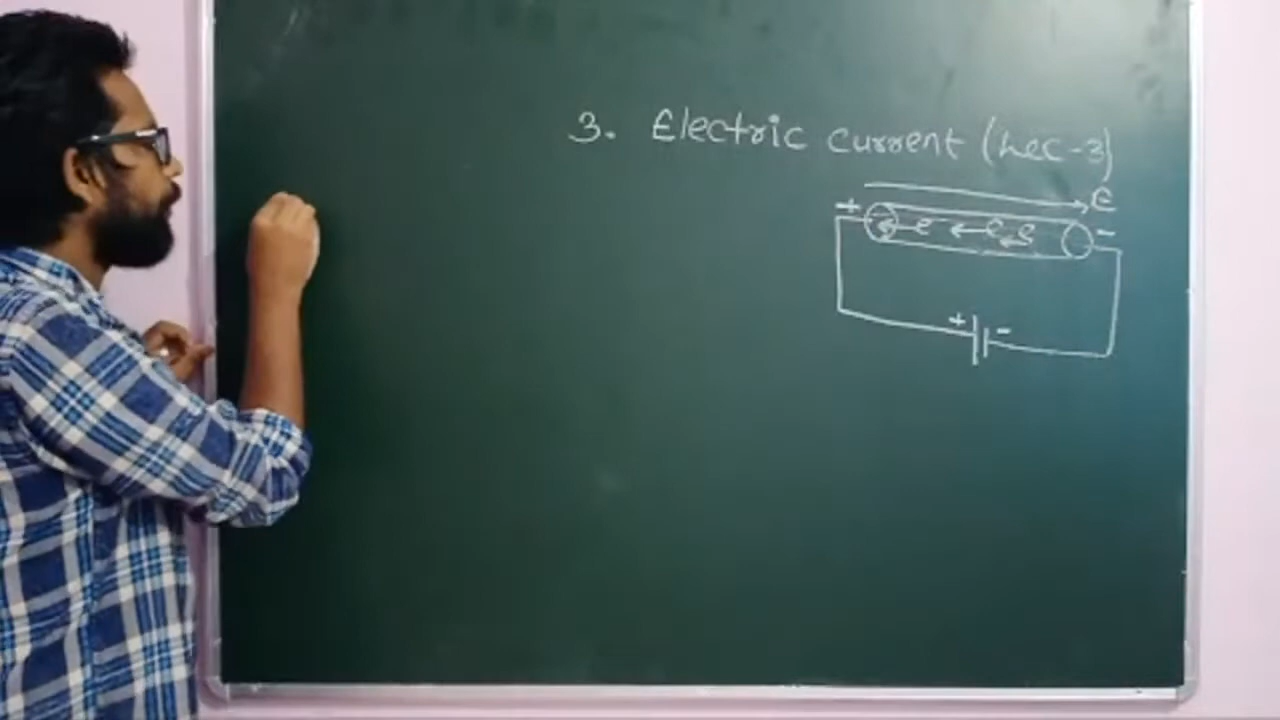 3. Electric current (Lec-3)
E
+ e e e -
+ -